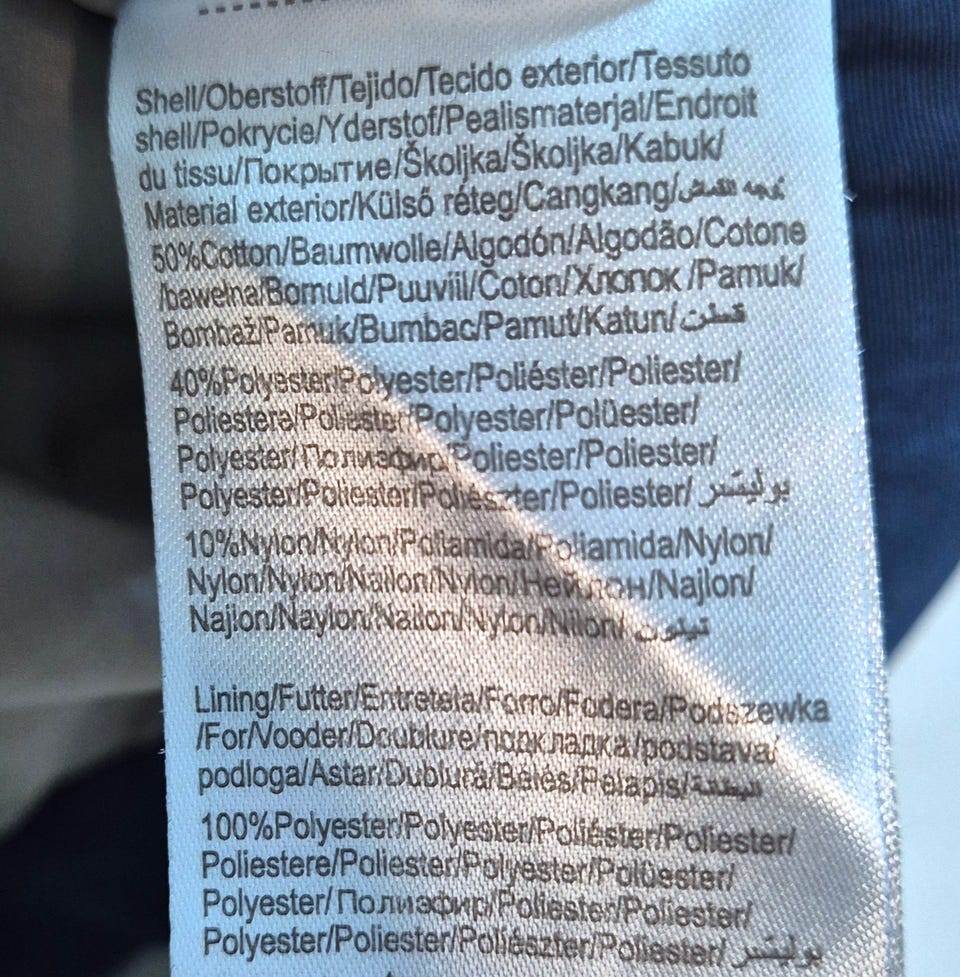 Shell/Oberstoff/Tejido/Tecido exterior/Tessuto
shell/Pokrycie/Yderstof/Pealismaterjal/Endroit
du tissu/Покрытие/Školjka/Školjka/Kabuk/
Material exterior/Külső réteg/Cangkang/
50%Cotton/Baumwolle/Algodón/Algodão/Cotone
/bawełna/Bomuld/Puuviil/Coton/Хлопок /Pamuk/
Bombaž/Pamuk/Bumbac/Pamut/Katun/قطن
40%Polyester/Polyester/Poliéster/Poliester/
Poliestere/Poliester/Polyester/Polüester/
Polyester/Полиэфир/Poliester/Poliester/
Polyester/Poliester/Poliészter/Poliester/بوليستر
10%Nylon/Nylon/Poliamida/Poliamida/Nylon/
Nylon/Nylon/Nailon/Nylon/Нейлон/Najlon/
Najlon/Naylon/Nailon/Nylon/Nilon/
Lining/Futter/Entretela/Forro/Fodera/Podszewka
/For/Vooder/Doublure/подкладка/podstava/
podloga/Astar/Dublură/Bélés/Pelapis/البطانة
100%Polyester/Polyester/Poliéster/Poliester/
Poliestere/Poliester/Polyester/Polüester/
Polyester/Полиэфир/Poliester/Poliester/
Polyester/Poliester/Poliészter/Poliester/بوليستر